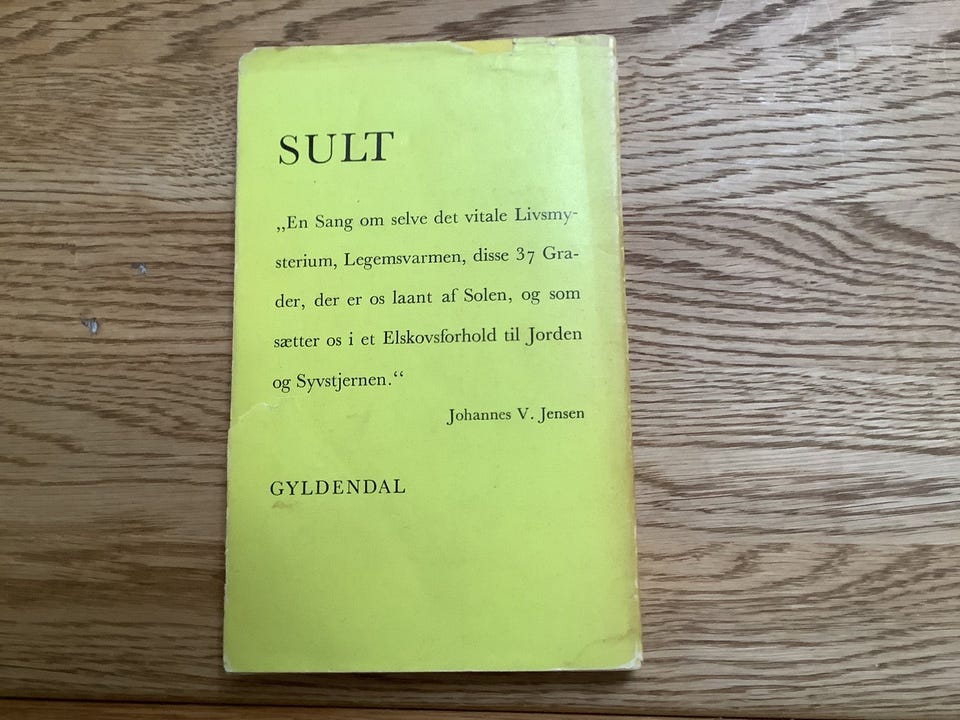 SULT
„En Sang om selve det vitale Livsmy-
sterium, Legemsvarmen, disse 37 Gra-
der, der er os laant af Solen, og som
sætter os i et Elskovsforhold til Jorden
og Syvstjernen.“
Johannes V. Jensen
GYLDENDAL